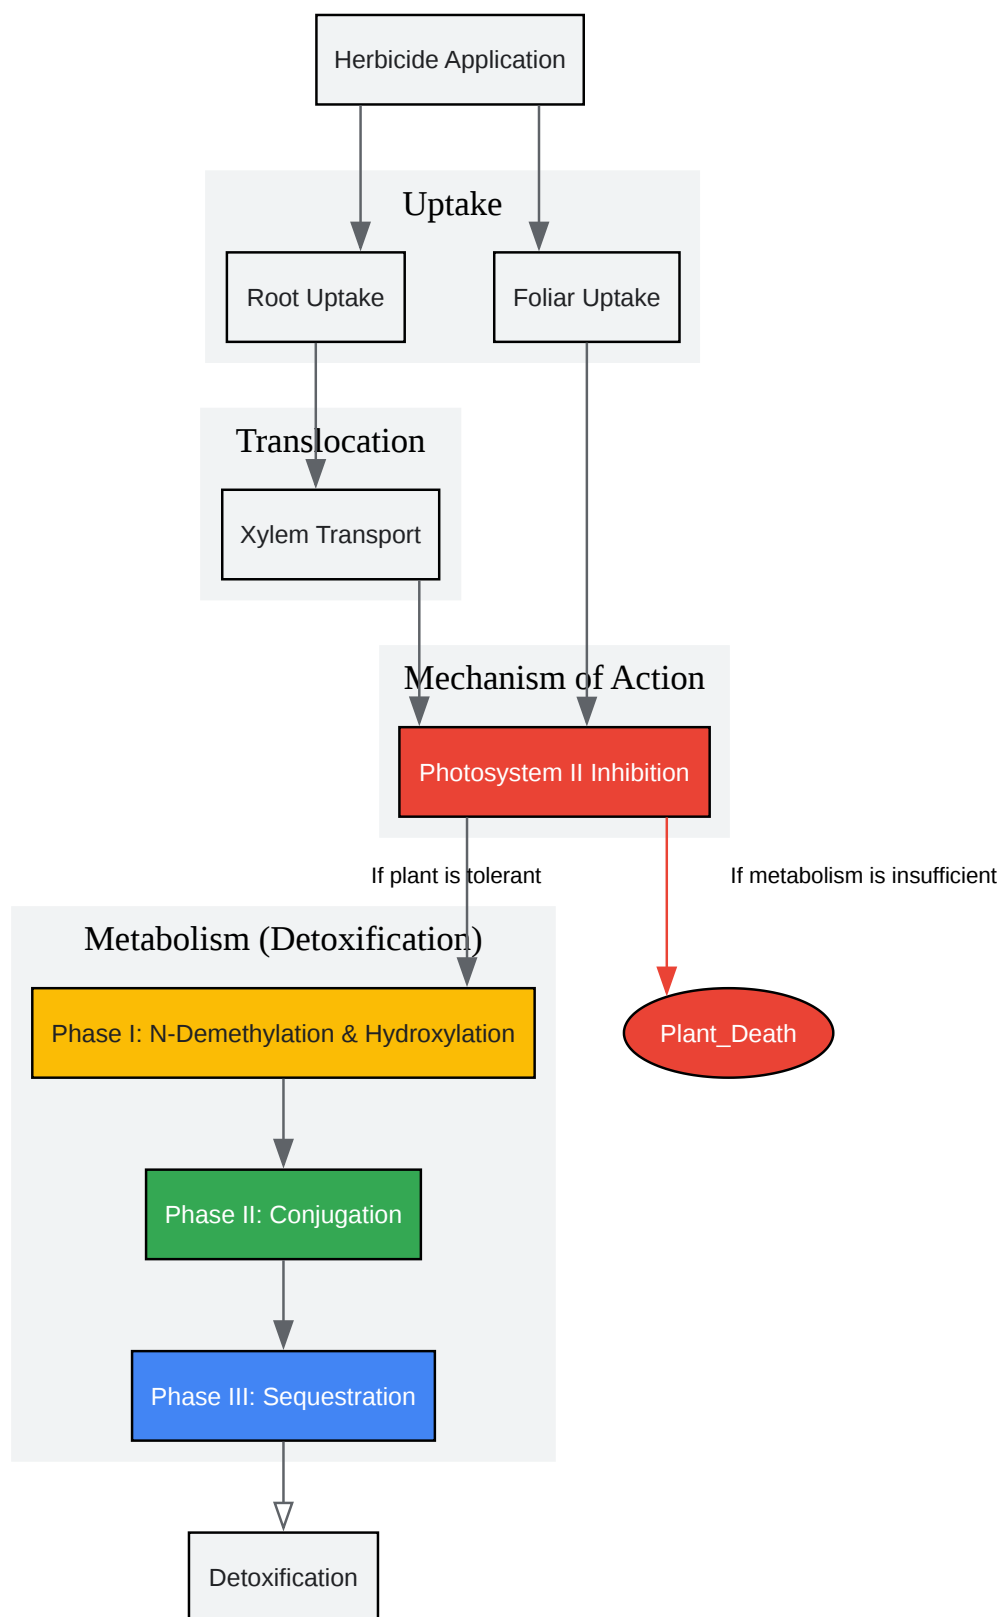 Herbicide Application
Uptake
Root Uptake
Foliar Uptake
Translocation
Xylem Transport
Mechanism of Action
Photosystem II Inhibition
If plant is tolerant
If metabolism is insufficient
Metabolism (Detoxification)
Phase I: N-Demethylation & Hydroxylation
Plant_Death
Phase II: Conjugation
Phase III: Sequestration
Detoxification